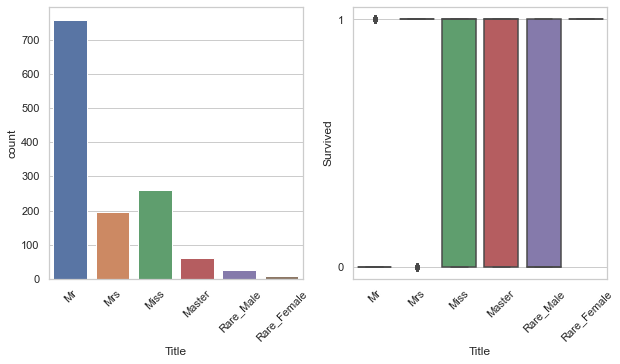 700
600
500
400
300
200
100
0
count
Mr
Mrs
Miss
Master
Rare_Male
Rare_Female
Title
1
0
Survived
Mr
Mrs
Miss
Master
Rare_Male
Rare_Female
Title